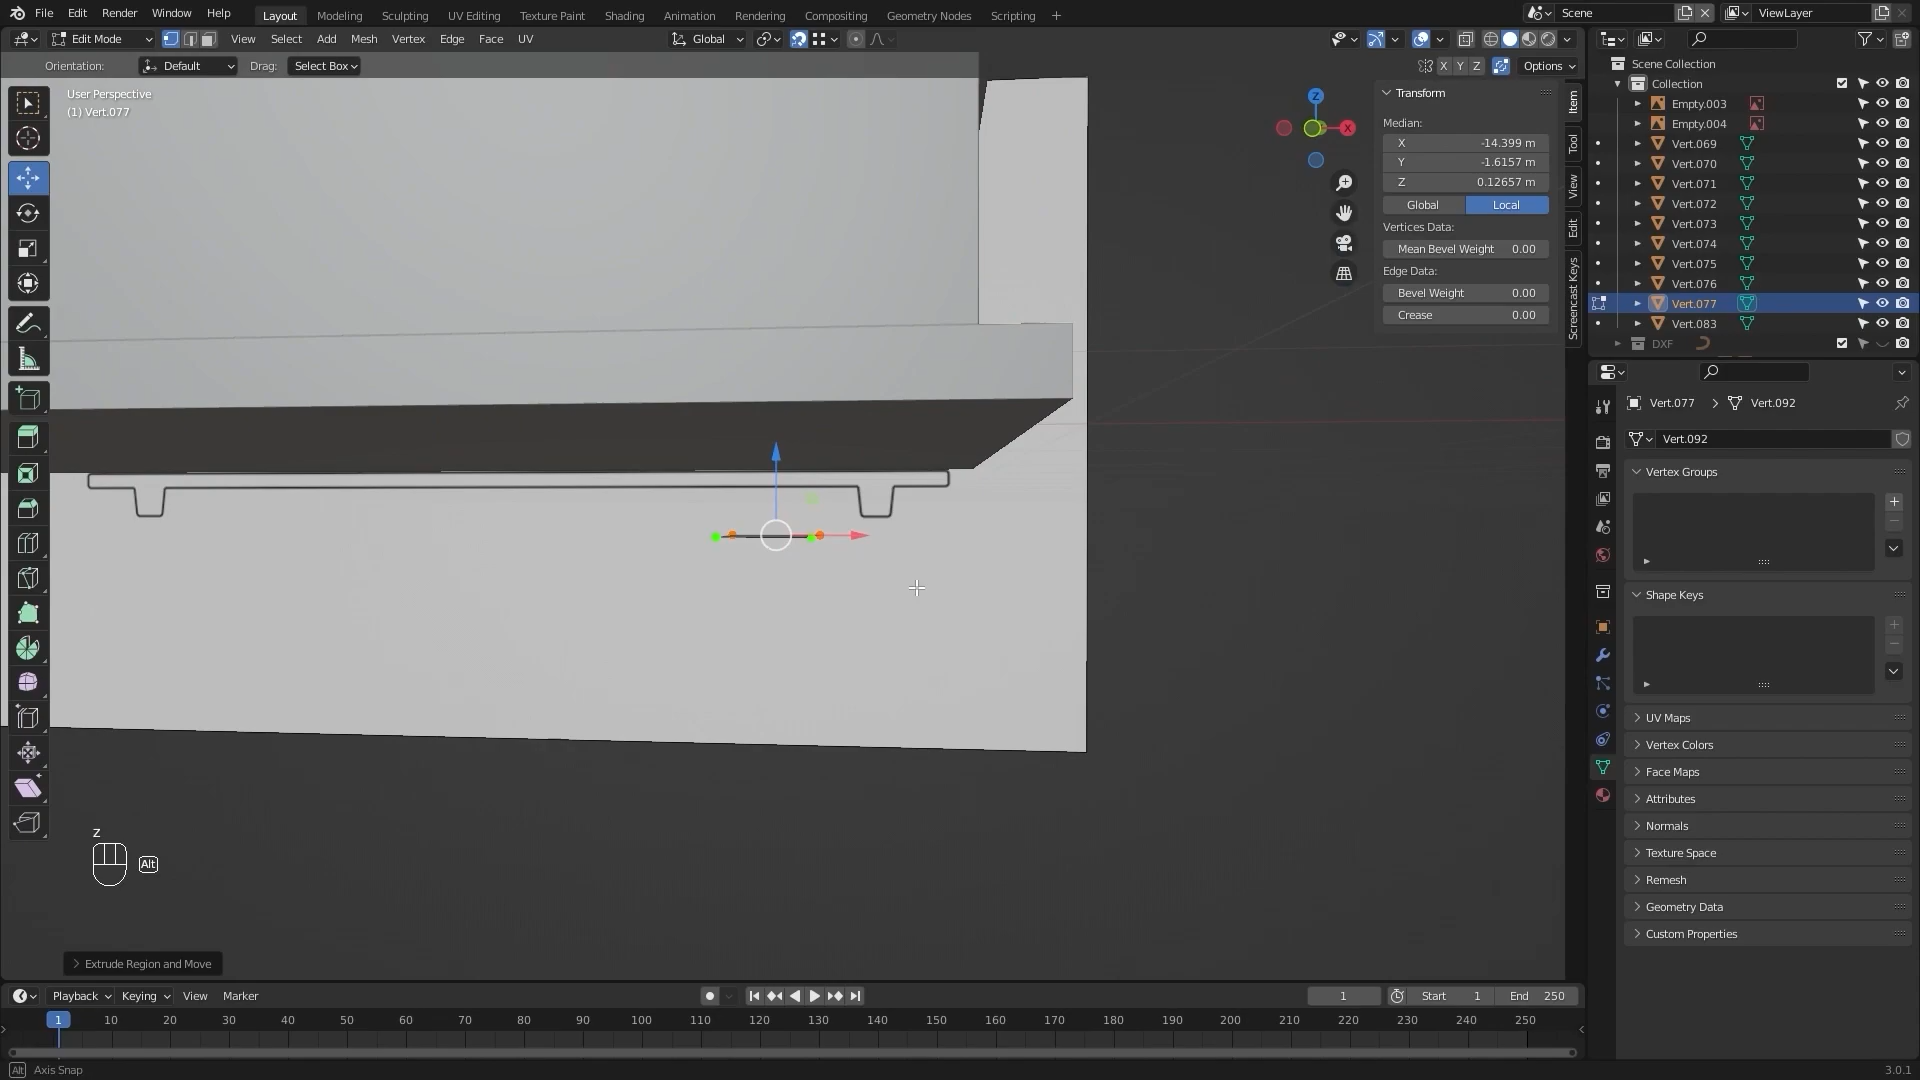 File Edit Render Window Help Layout Modeling Sculpting UV Editing Texture Paint Shading Animation Rendering Compositing Geometry Nodes Scripting + Scene ViewLayer
Edit Mode View Select Add Mesh Vertex Edge Face UV Global
Orientation: Default Drag: Select Box X Y Z Options
User Perspective
(1) Vert.077
Z
X
Transform
Median:
X -14.399 m
Y -1.6157 m
Z 0.12657 m
Global Local
Vertices Data:
Mean Bevel Weight 0.00
Edge Data:
Bevel Weight 0.00
Crease 0.00
Item
Tool
View
Edit
Screencast Keys
Scene Collection
Collection
Empty.003
Empty.004
Vert.069
Vert.070
Vert.071
Vert.072
Vert.073
Vert.074
Vert.075
Vert.076
Vert.077
Vert.083
DXF
Vert.077 > Vert.092
Vert.092
Vertex Groups
Shape Keys
UV Maps
Vertex Colors
Face Maps
Attributes
Normals
Texture Space
Remesh
Geometry Data
Custom Properties
z
Alt
Extrude Region and Move
Playback Keying View Marker 1 Start 1 End 250
1 10 20 30 40 50 60 70 80 90 100 110 120 130 140 150 160 170 180 190 200 210 220 230 240 250
Alt Axis Snap 3.0.1